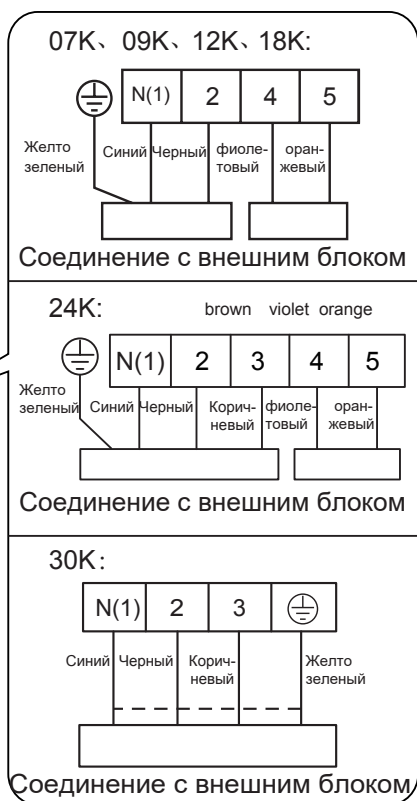 07K、09K、12K、18K:
N(1) 2 4 5
Желто
зеленый
Синий Черный фиоле-
товый
оран-
жевый
Соединение с внешним блоком
24K:
brown violet orange
N(1) 2 3 4 5
Желто
зеленый
Синий Черный Корич-
невый
фиоле-
товый
оран-
жевый
Соединение с внешним блоком
30K:
N(1) 2 3
Синий Черный Корич-
невый
Желто
зеленый
Соединение с внешним блоком